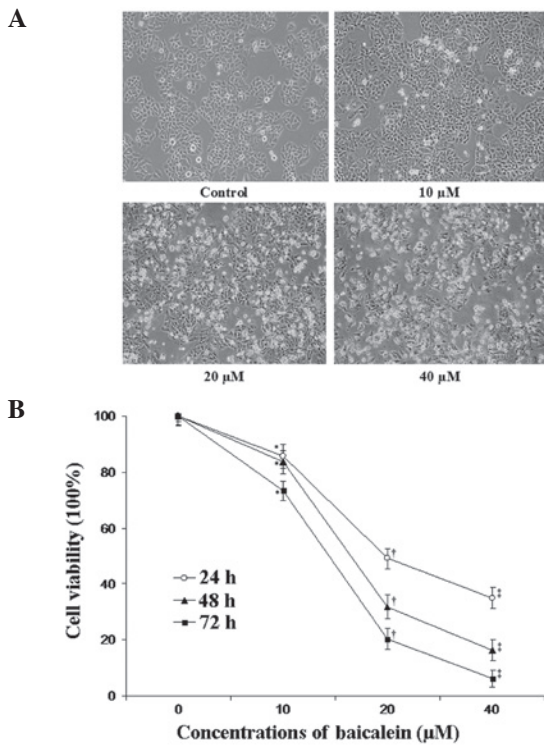 A
Control
10 µM
20 µM
40 µM
B
100
80
60
40
20
0
Cell viability (100%)
24 h
48 h
72 h
*
*
*
†
†
†
‡
‡
‡
0
10
20
40
Concentrations of baicalein (µM)